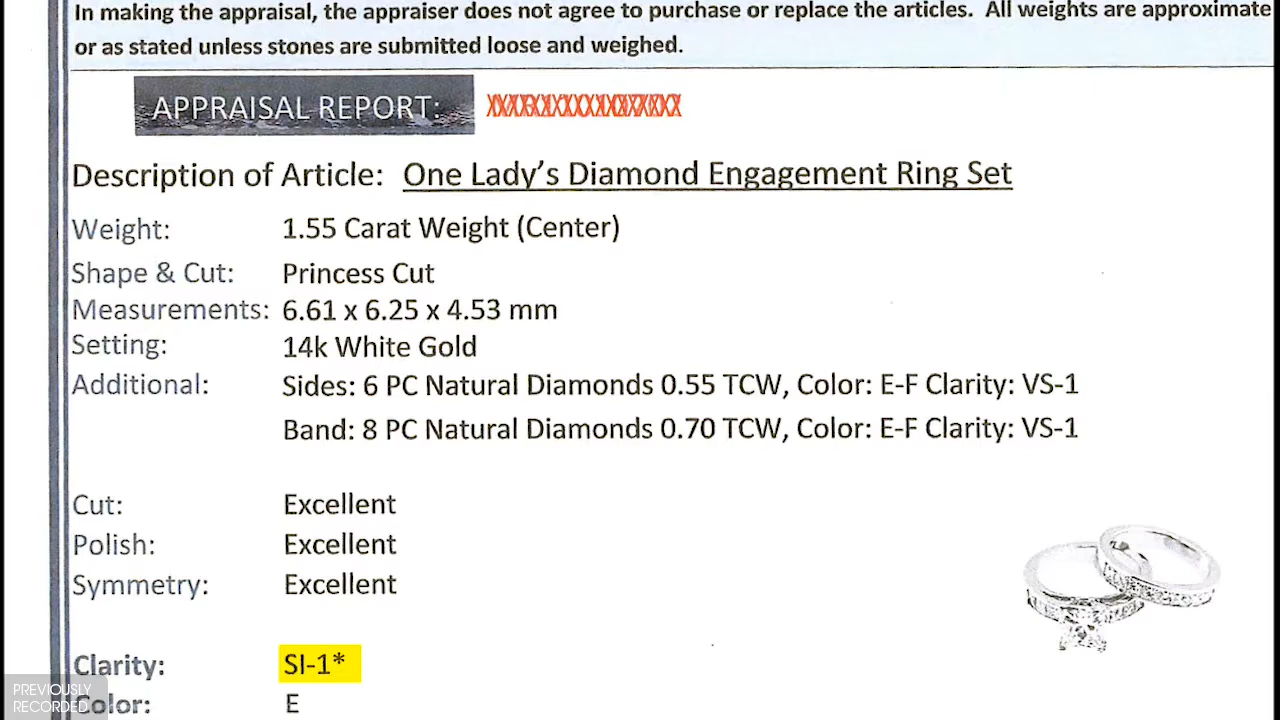 In making the appraisal, the appraiser does not agree to purchase or replace the articles. All weights are approximate
or as stated unless stones are submitted loose and weighed.
APPRAISAL REPORT: XXXXXXXXXXXXXXXXX
Description of Article: One Lady's Diamond Engagement Ring Set
Weight: 1.55 Carat Weight (Center)
Shape & Cut: Princess Cut
Measurements: 6.61 x 6.25 x 4.53 mm
Setting: 14k White Gold
Additional: Sides: 6 PC Natural Diamonds 0.55 TCW, Color: E-F Clarity: VS-1
Band: 8 PC Natural Diamonds 0.70 TCW, Color: E-F Clarity: VS-1
Cut: Excellent
Polish: Excellent
Symmetry: Excellent
Clarity: SI-1*
Color: E
PREVIOUSLY
RECORDED